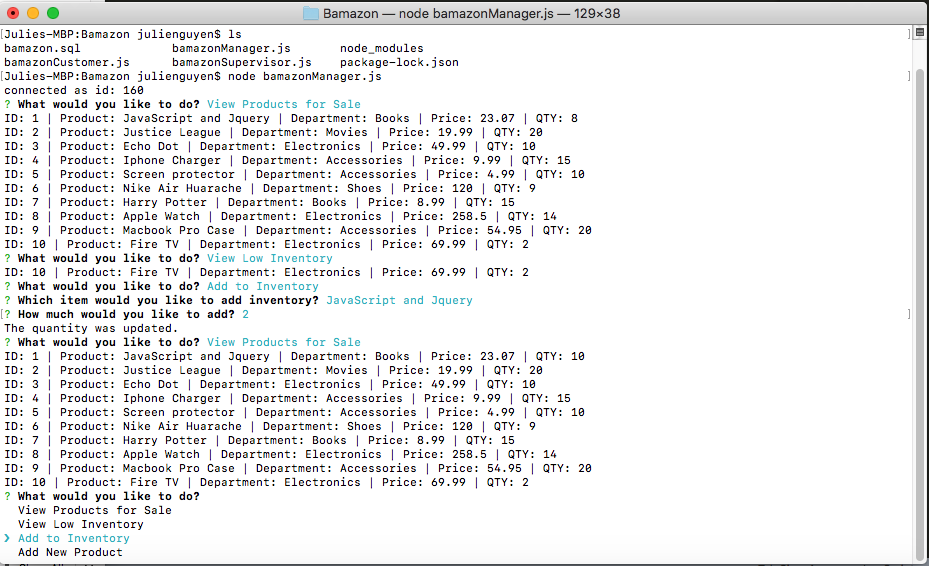 Bamazon — node bamazonManager.js — 129×38
[Julies-MBP:Bamazon julienguyen$ ls ]
bamazon.sql bamazonManager.js node_modules
bamazonCustomer.js bamazonSupervisor.js package-lock.json
[Julies-MBP:Bamazon julienguyen$ node bamazonManager.js ]
connected as id: 160
? What would you like to do? View Products for Sale
ID: 1 | Product: JavaScript and Jquery | Department: Books | Price: 23.07 | QTY: 8
ID: 2 | Product: Justice League | Department: Movies | Price: 19.99 | QTY: 20
ID: 3 | Product: Echo Dot | Department: Electronics | Price: 49.99 | QTY: 10
ID: 4 | Product: Iphone Charger | Department: Accessories | Price: 9.99 | QTY: 15
ID: 5 | Product: Screen protector | Department: Accessories | Price: 4.99 | QTY: 10
ID: 6 | Product: Nike Air Huarache | Department: Shoes | Price: 120 | QTY: 9
ID: 7 | Product: Harry Potter | Department: Books | Price: 8.99 | QTY: 15
ID: 8 | Product: Apple Watch | Department: Electronics | Price: 258.5 | QTY: 14
ID: 9 | Product: Macbook Pro Case | Department: Accessories | Price: 54.95 | QTY: 20
ID: 10 | Product: Fire TV | Department: Electronics | Price: 69.99 | QTY: 2
? What would you like to do? View Low Inventory
ID: 10 | Product: Fire TV | Department: Electronics | Price: 69.99 | QTY: 2
? What would you like to do? Add to Inventory
? Which item would you like to add inventory? JavaScript and Jquery
[? How much would you like to add? 2 ]
The quantity was updated.
? What would you like to do? View Products for Sale
ID: 1 | Product: JavaScript and Jquery | Department: Books | Price: 23.07 | QTY: 10
ID: 2 | Product: Justice League | Department: Movies | Price: 19.99 | QTY: 20
ID: 3 | Product: Echo Dot | Department: Electronics | Price: 49.99 | QTY: 10
ID: 4 | Product: Iphone Charger | Department: Accessories | Price: 9.99 | QTY: 15
ID: 5 | Product: Screen protector | Department: Accessories | Price: 4.99 | QTY: 10
ID: 6 | Product: Nike Air Huarache | Department: Shoes | Price: 120 | QTY: 9
ID: 7 | Product: Harry Potter | Department: Books | Price: 8.99 | QTY: 15
ID: 8 | Product: Apple Watch | Department: Electronics | Price: 258.5 | QTY: 14
ID: 9 | Product: Macbook Pro Case | Department: Accessories | Price: 54.95 | QTY: 20
ID: 10 | Product: Fire TV | Department: Electronics | Price: 69.99 | QTY: 2
? What would you like to do?
View Products for Sale
View Low Inventory
❯ Add to Inventory
Add New Product